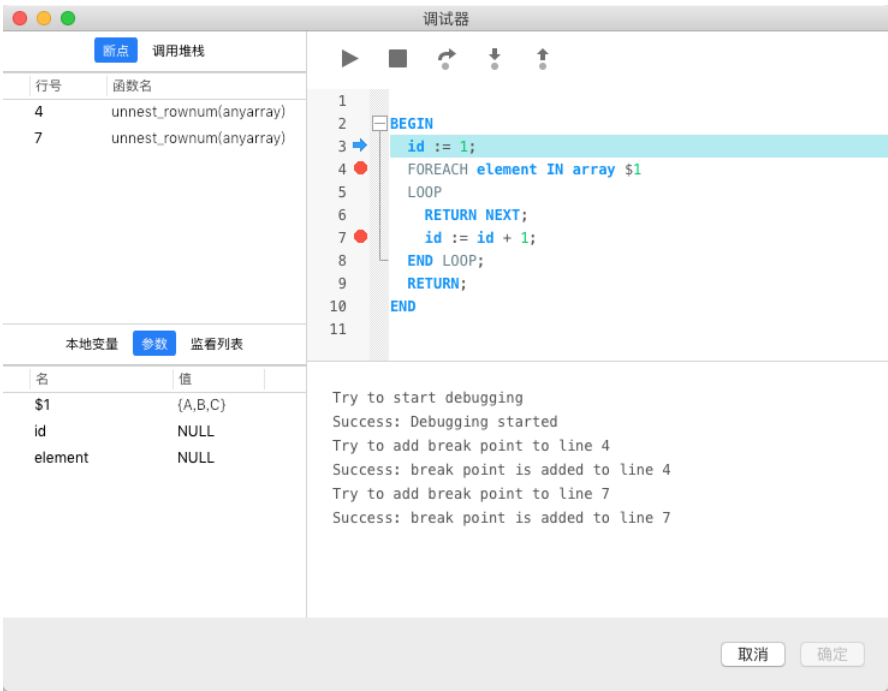 调试器
断点 调用堆栈
行号 函数名
4 unnest_rownum(anyarray)
7 unnest_rownum(anyarray)
1
2 BEGIN
3 id := 1;
4 FOREACH element IN array $1
5 LOOP
6 RETURN NEXT;
7 id := id + 1;
8 END LOOP;
9 RETURN;
10 END
11
本地变量 参数 监看列表
名 值
$1 {A,B,C}
id NULL
element NULL
Try to start debugging
Success: Debugging started
Try to add break point to line 4
Success: break point is added to line 4
Try to add break point to line 7
Success: break point is added to line 7
取消 确定